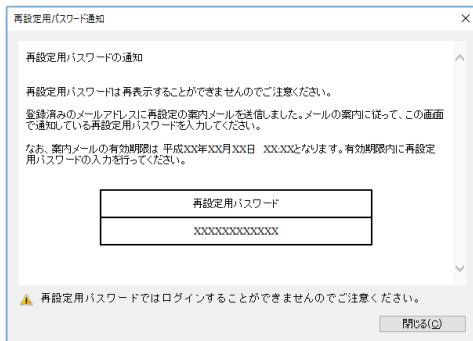 再設定用パスワード通知
再設定用パスワードの通知
再設定用パスワードは再表示することができませんのでご注意ください。
登録済みのメールアドレスに再設定の案内メールを送信しました。メールの案内に従って、この画面
で通知している再設定用パスワードを入力してください。
なお、案内メールの有効期限は 平成XX年XX月XX日 XX:XXとなります。有効期限内に再設定
用パスワードの入力を行ってください。
再設定用パスワード
XXXXXXXXXXXX
再設定用パスワードではログインすることができませんのでご注意ください。
閉じる(C)